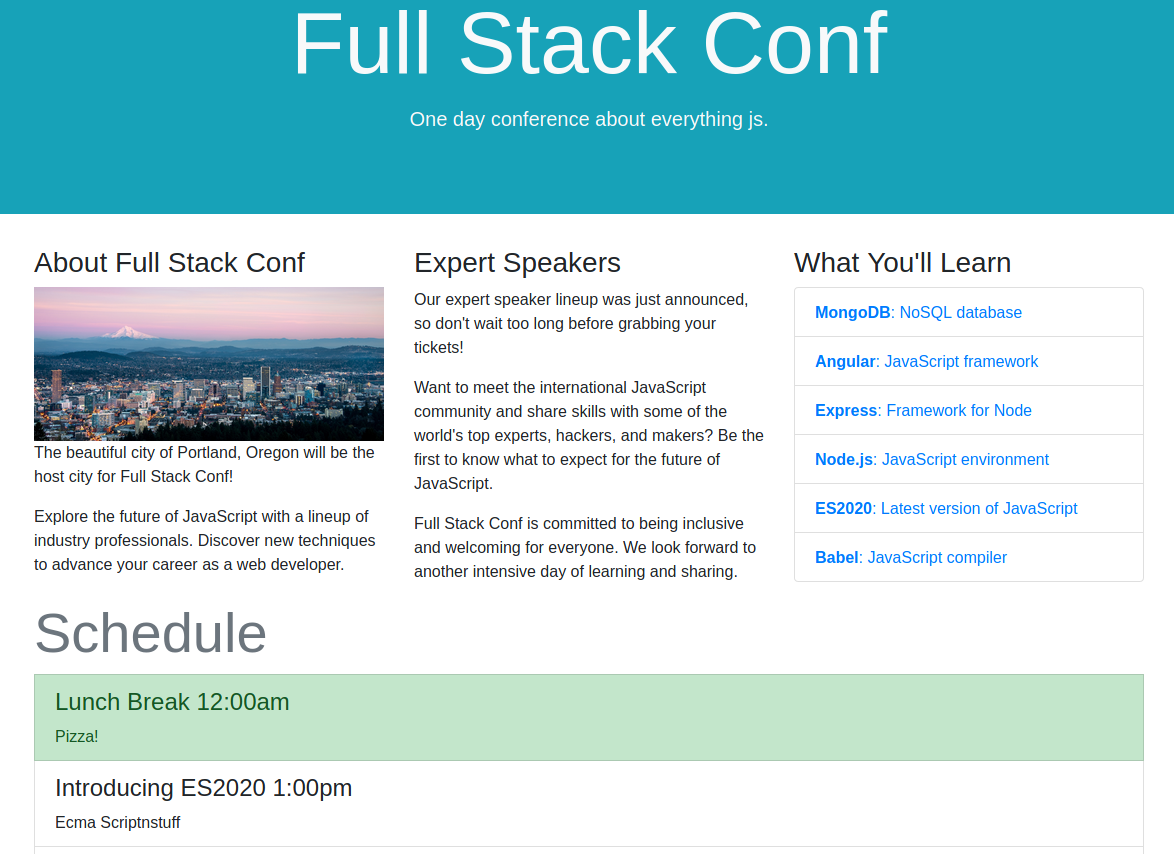 Full Stack Conf
One day conference about everything js.
About Full Stack Conf
The beautiful city of Portland, Oregon will be the
host city for Full Stack Conf!
Explore the future of JavaScript with a lineup of
industry professionals. Discover new techniques
to advance your career as a web developer.
Expert Speakers
Our expert speaker lineup was just announced,
so don't wait too long before grabbing your
tickets!
Want to meet the international JavaScript
community and share skills with some of the
world's top experts, hackers, and makers? Be the
first to know what to expect for the future of
JavaScript.
Full Stack Conf is committed to being inclusive
and welcoming for everyone. We look forward to
another intensive day of learning and sharing.
What You'll Learn
MongoDB: NoSQL database
Angular: JavaScript framework
Express: Framework for Node
Node.js: JavaScript environment
ES2020: Latest version of JavaScript
Babel: JavaScript compiler
Schedule
Lunch Break 12:00am
Pizza!
Introducing ES2020 1:00pm
Ecma Scriptnstuff